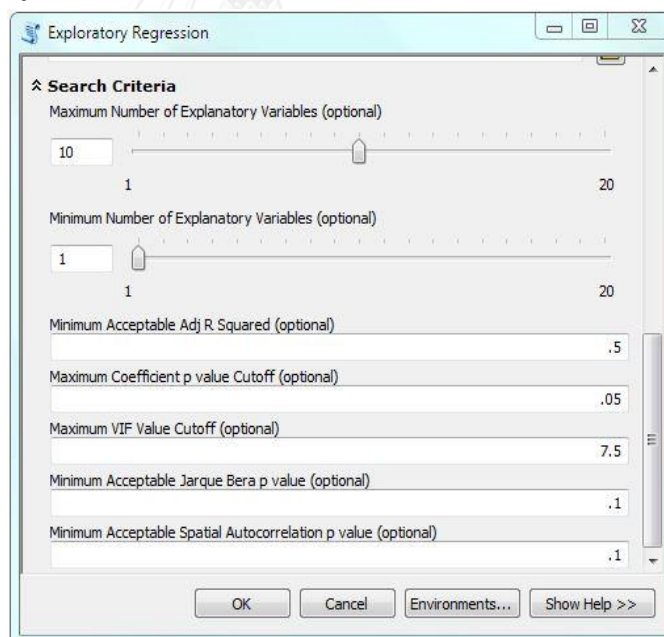 Exploratory Regression
Search Criteria
Maximum Number of Explanatory Variables (optional)
10
1 20
Minimum Number of Explanatory Variables (optional)
1
1 20
Minimum Acceptable Adj R Squared (optional)
.5
Maximum Coefficient p value Cutoff (optional)
.05
Maximum VIF Value Cutoff (optional)
7.5
Minimum Acceptable Jarque Bera p value (optional)
.1
Minimum Acceptable Spatial Autocorrelation p value (optional)
.1
OK Cancel Environments... Show Help >>